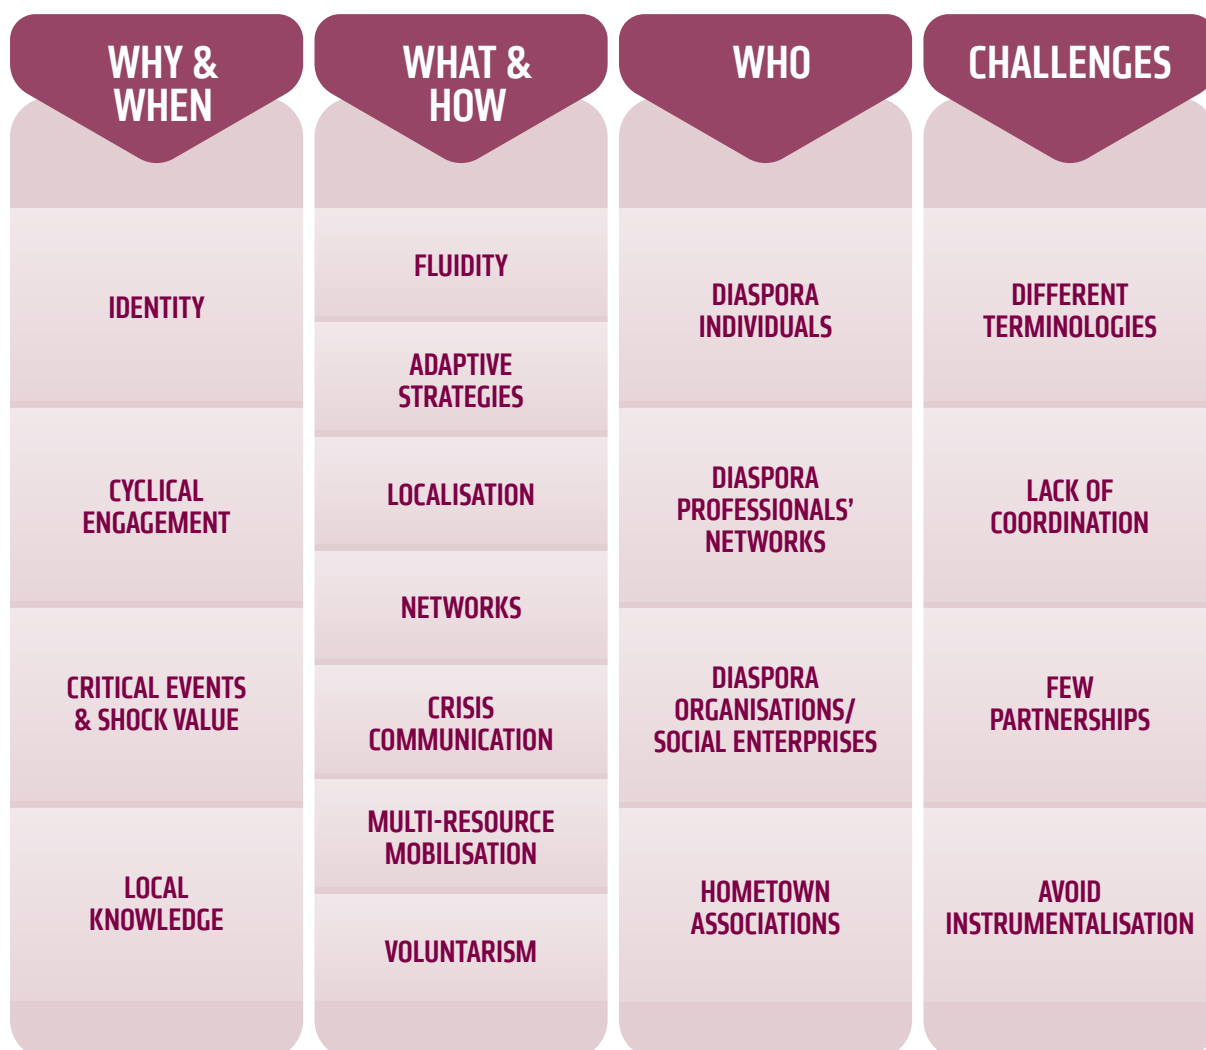 WHY &
WHEN
IDENTITY
CYCLICAL
ENGAGEMENT
CRITICAL EVENTS
& SHOCK VALUE
LOCAL
KNOWLEDGE
WHAT &
HOW
FLUIDITY
ADAPTIVE
STRATEGIES
LOCALISATION
NETWORKS
CRISIS
COMMUNICATION
MULTI-RESOURCE
MOBILISATION
VOLUNTARISM
WHO
DIASPORA
INDIVIDUALS
DIASPORA
PROFESSIONALS’
NETWORKS
DIASPORA
ORGANISATIONS/
SOCIAL ENTERPRISES
HOMETOWN
ASSOCIATIONS
CHALLENGES
DIFFERENT
TERMINOLOGIES
LACK OF
COORDINATION
FEW
PARTNERSHIPS
AVOID
INSTRUMENTALISATION